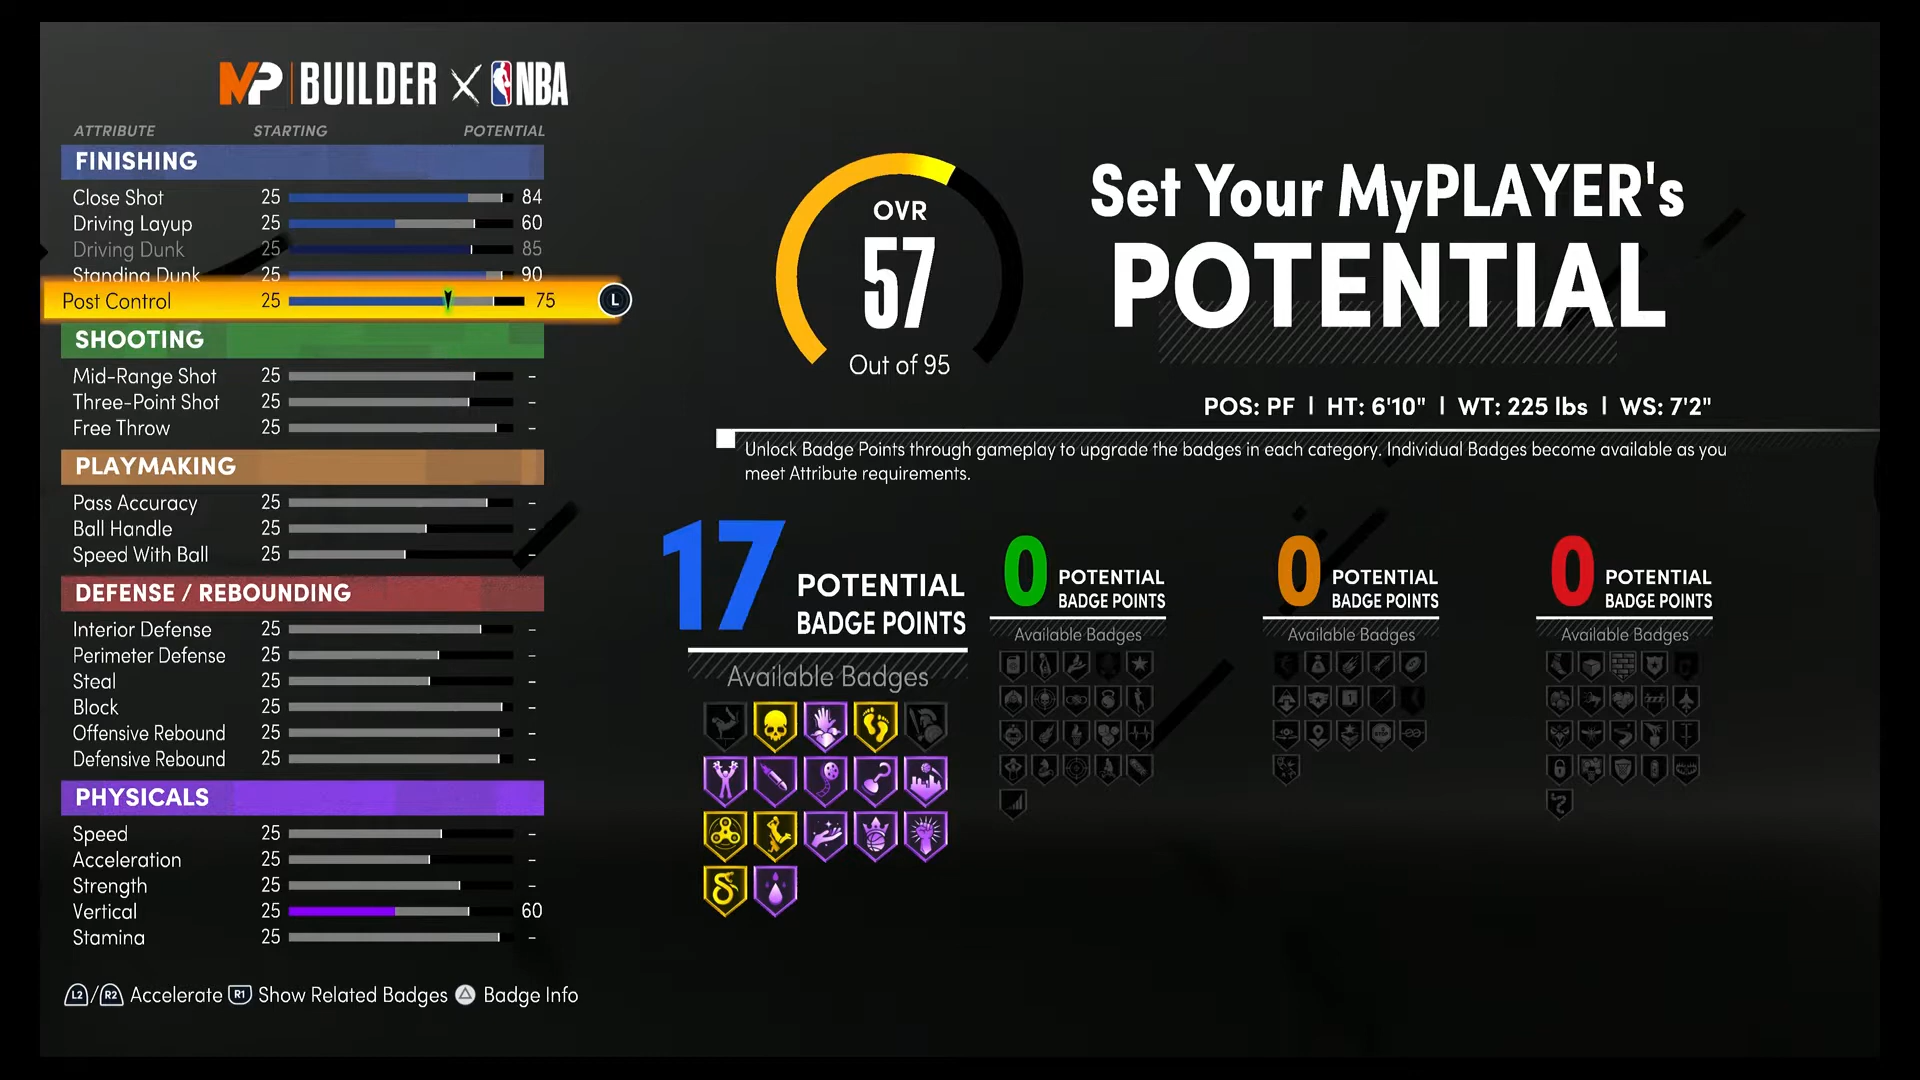 MP | BUILDER X NBA
ATTRIBUTE STARTING POTENTIAL
FINISHING
Close Shot 25 84
Driving Layup 25 60
Driving Dunk 25 85
Standing Dunk 25 90
Post Control 25 75 L
SHOOTING
Mid-Range Shot 25 -
Three-Point Shot 25 -
Free Throw 25 -
PLAYMAKING
Pass Accuracy 25 -
Ball Handle 25 -
Speed With Ball 25 -
DEFENSE / REBOUNDING
Interior Defense 25 -
Perimeter Defense 25 -
Steal 25 -
Block 25 -
Offensive Rebound 25 -
Defensive Rebound 25 -
PHYSICALS
Speed 25 -
Acceleration 25 -
Strength 25 -
Vertical 25 60
Stamina 25 -
L2/R2 Accelerate R1 Show Related Badges Badge Info
OVR
57
Out of 95
Set Your MyPLAYER's
POTENTIAL
POS: PF | HT: 6'10" | WT: 225 lbs | WS: 7'2"
Unlock Badge Points through gameplay to upgrade the badges in each category. Individual Badges become available as you
meet Attribute requirements.
17 POTENTIAL
BADGE POINTS
Available Badges
0 POTENTIAL
BADGE POINTS
Available Badges
0 POTENTIAL
BADGE POINTS
Available Badges
0 POTENTIAL
BADGE POINTS
Available Badges